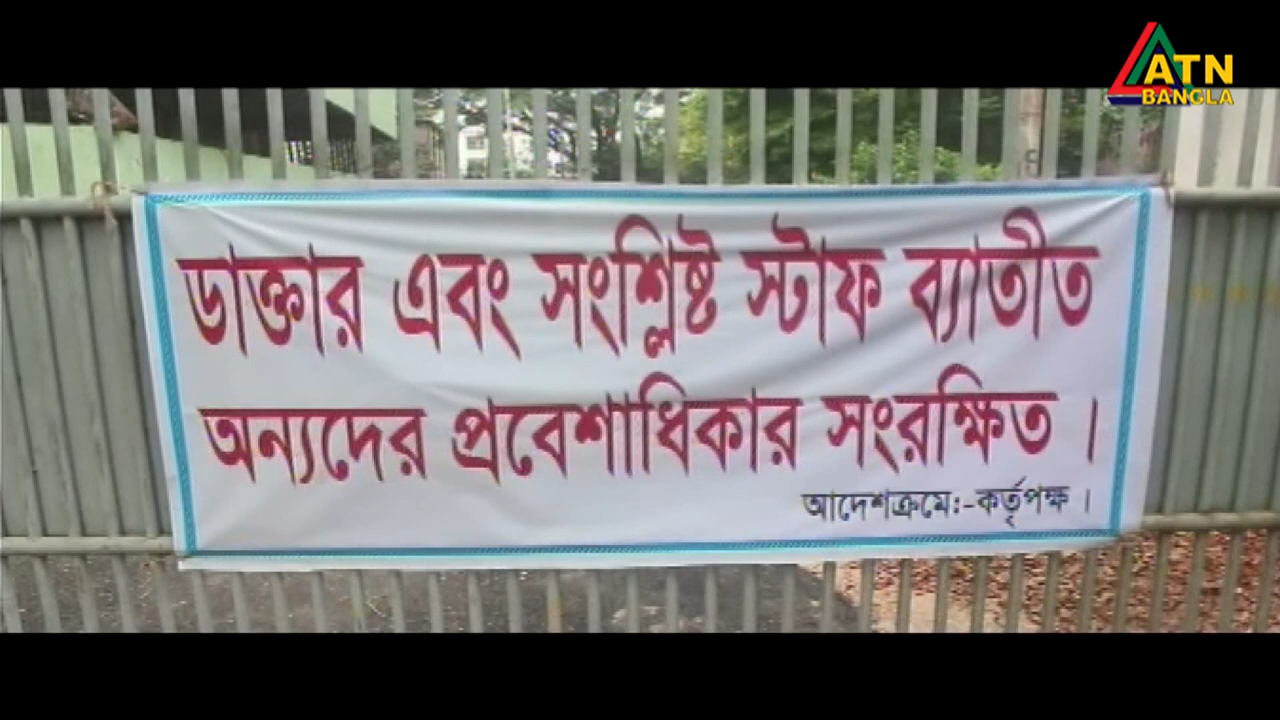 ATN
BANGLA
ডাক্তার এবং সংশ্লিষ্ট স্টাফ ব্যাতীত
অন্যদের প্রবেশাধিকার সংরক্ষিত ।
আদেশক্রমে:-কর্তৃপক্ষ ।